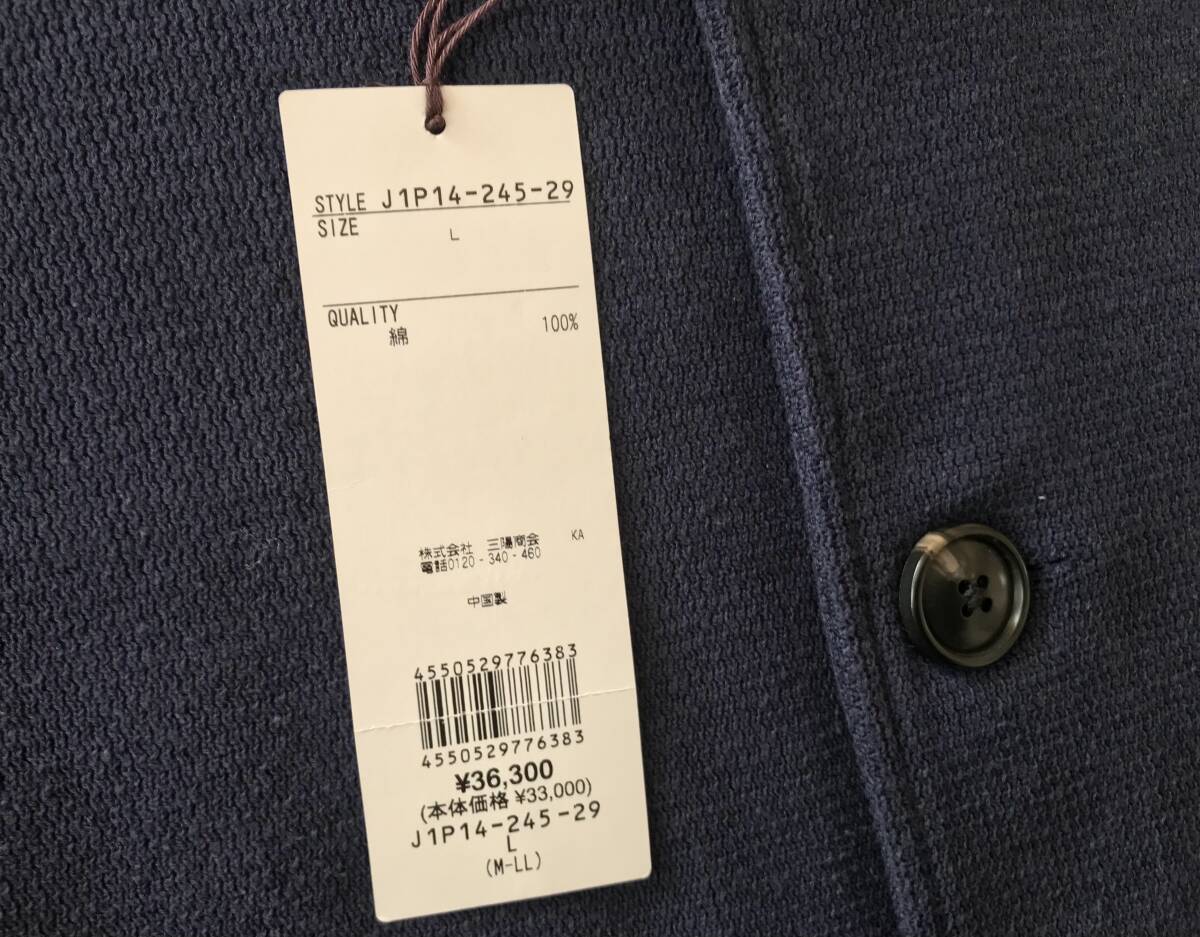 STYLE J1P14-245-29
SIZE
L
QUALITY
綿 100%
株式会社 三陽商会 KA
電話0120-340-460
中国製
4550529776383
4550529776383
¥36,300
(本体価格 ¥33,000)
J1P14-245-29
L
(M-LL)